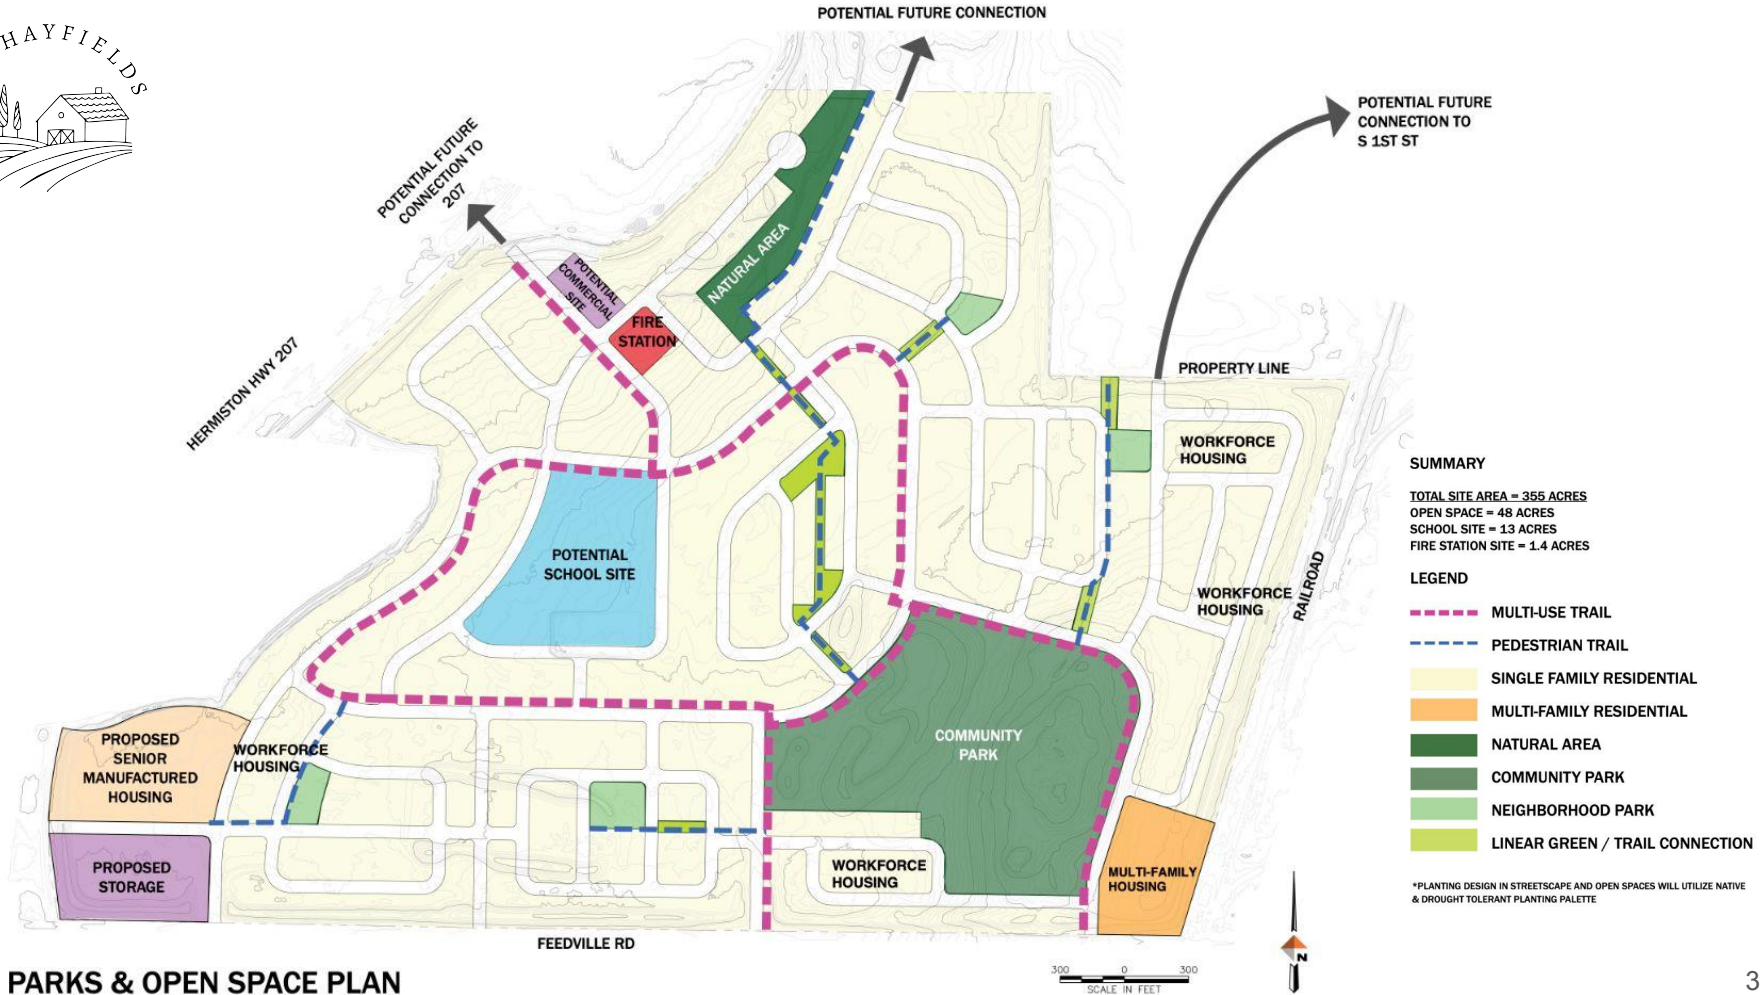 HAYFIELDS
POTENTIAL FUTURE CONNECTION
POTENTIAL FUTURE
CONNECTION TO
S 1ST ST
POTENTIAL FUTURE
CONNECTION TO
207
NATURAL AREA
POTENTIAL
COMMERCIAL
SITE
FIRE
STATION
HERMISTON HWY 207
PROPERTY LINE
WORKFORCE
HOUSING
POTENTIAL
SCHOOL SITE
WORKFORCE
HOUSING
RAILROAD
COMMUNITY
PARK
PROPOSED
SENIOR
MANUFACTURED
HOUSING
WORKFORCE
HOUSING
PROPOSED
STORAGE
WORKFORCE
HOUSING
MULTI-FAMILY
HOUSING
FEEDVILLE RD
SUMMARY
TOTAL SITE AREA = 355 ACRES
OPEN SPACE = 48 ACRES
SCHOOL SITE = 13 ACRES
FIRE STATION SITE = 1.4 ACRES
LEGEND
MULTI-USE TRAIL
PEDESTRIAN TRAIL
SINGLE FAMILY RESIDENTIAL
MULTI-FAMILY RESIDENTIAL
NATURAL AREA
COMMUNITY PARK
NEIGHBORHOOD PARK
LINEAR GREEN / TRAIL CONNECTION
*PLANTING DESIGN IN STREETSCAPE AND OPEN SPACES WILL UTILIZE NATIVE
& DROUGHT TOLERANT PLANTING PALETTE
N
300 0 300
SCALE IN FEET
PARKS & OPEN SPACE PLAN
3